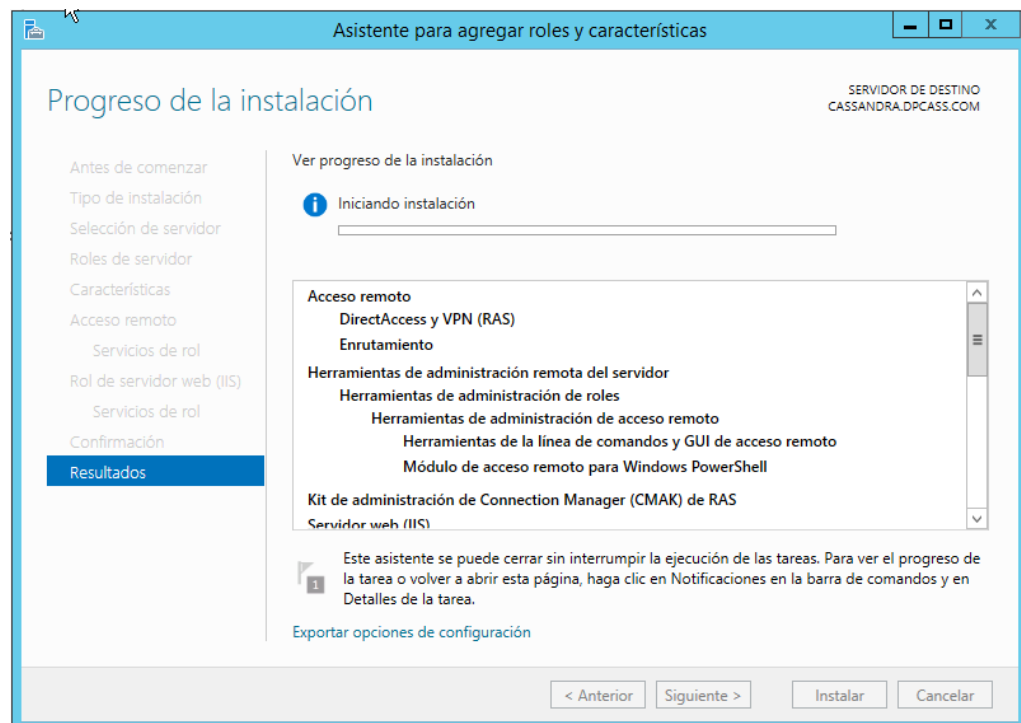 Asistente para agregar roles y características
Progreso de la instalación
SERVIDOR DE DESTINO
CASSANDRA.DPCASS.COM
Antes de comenzar
Tipo de instalación
Selección de servidor
Roles de servidor
Características
Acceso remoto
Servicios de rol
Rol de servidor web (IIS)
Servicios de rol
Confirmación
Resultados
Ver progreso de la instalación
Iniciando instalación
Acceso remoto
DirectAccess y VPN (RAS)
Enrutamiento
Herramientas de administración remota del servidor
Herramientas de administración de roles
Herramientas de administración de acceso remoto
Herramientas de la línea de comandos y GUI de acceso remoto
Módulo de acceso remoto para Windows PowerShell
Kit de administración de Connection Manager (CMAK) de RAS
Servidor web (IIS)
1
Este asistente se puede cerrar sin interrumpir la ejecución de las tareas. Para ver el progreso de
la tarea o volver a abrir esta página, haga clic en Notificaciones en la barra de comandos y en
Detalles de la tarea.
Exportar opciones de configuración
< Anterior
Siguiente >
Instalar
Cancelar